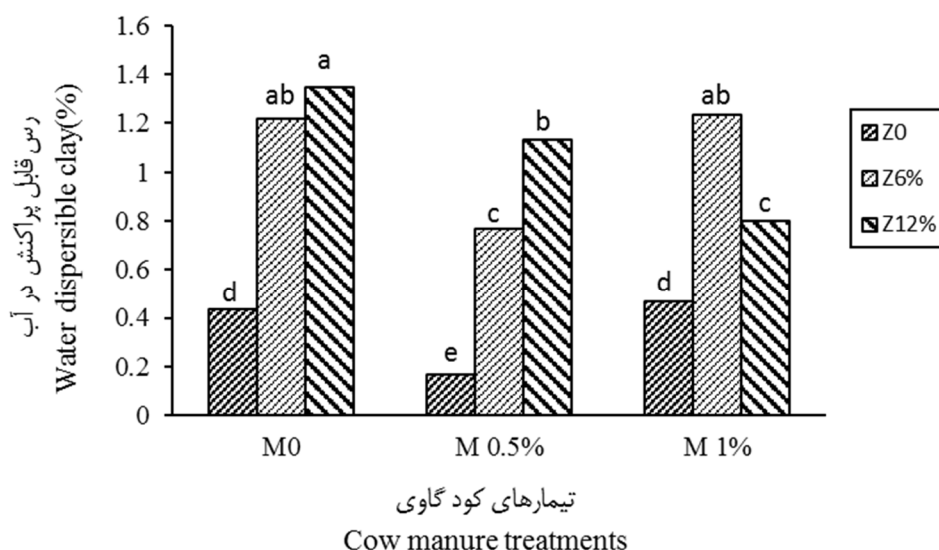 رس قابل پراکنش در آب
Water dispersible clay(%)
1.6
1.4
1.2
1
0.8
0.6
0.4
0.2
0
d
ab
a
e
c
b
d
ab
c
M0
M 0.5%
M 1%
تیمارهای کود گاوی
Cow manure treatments
Z0
Z6%
Z12%